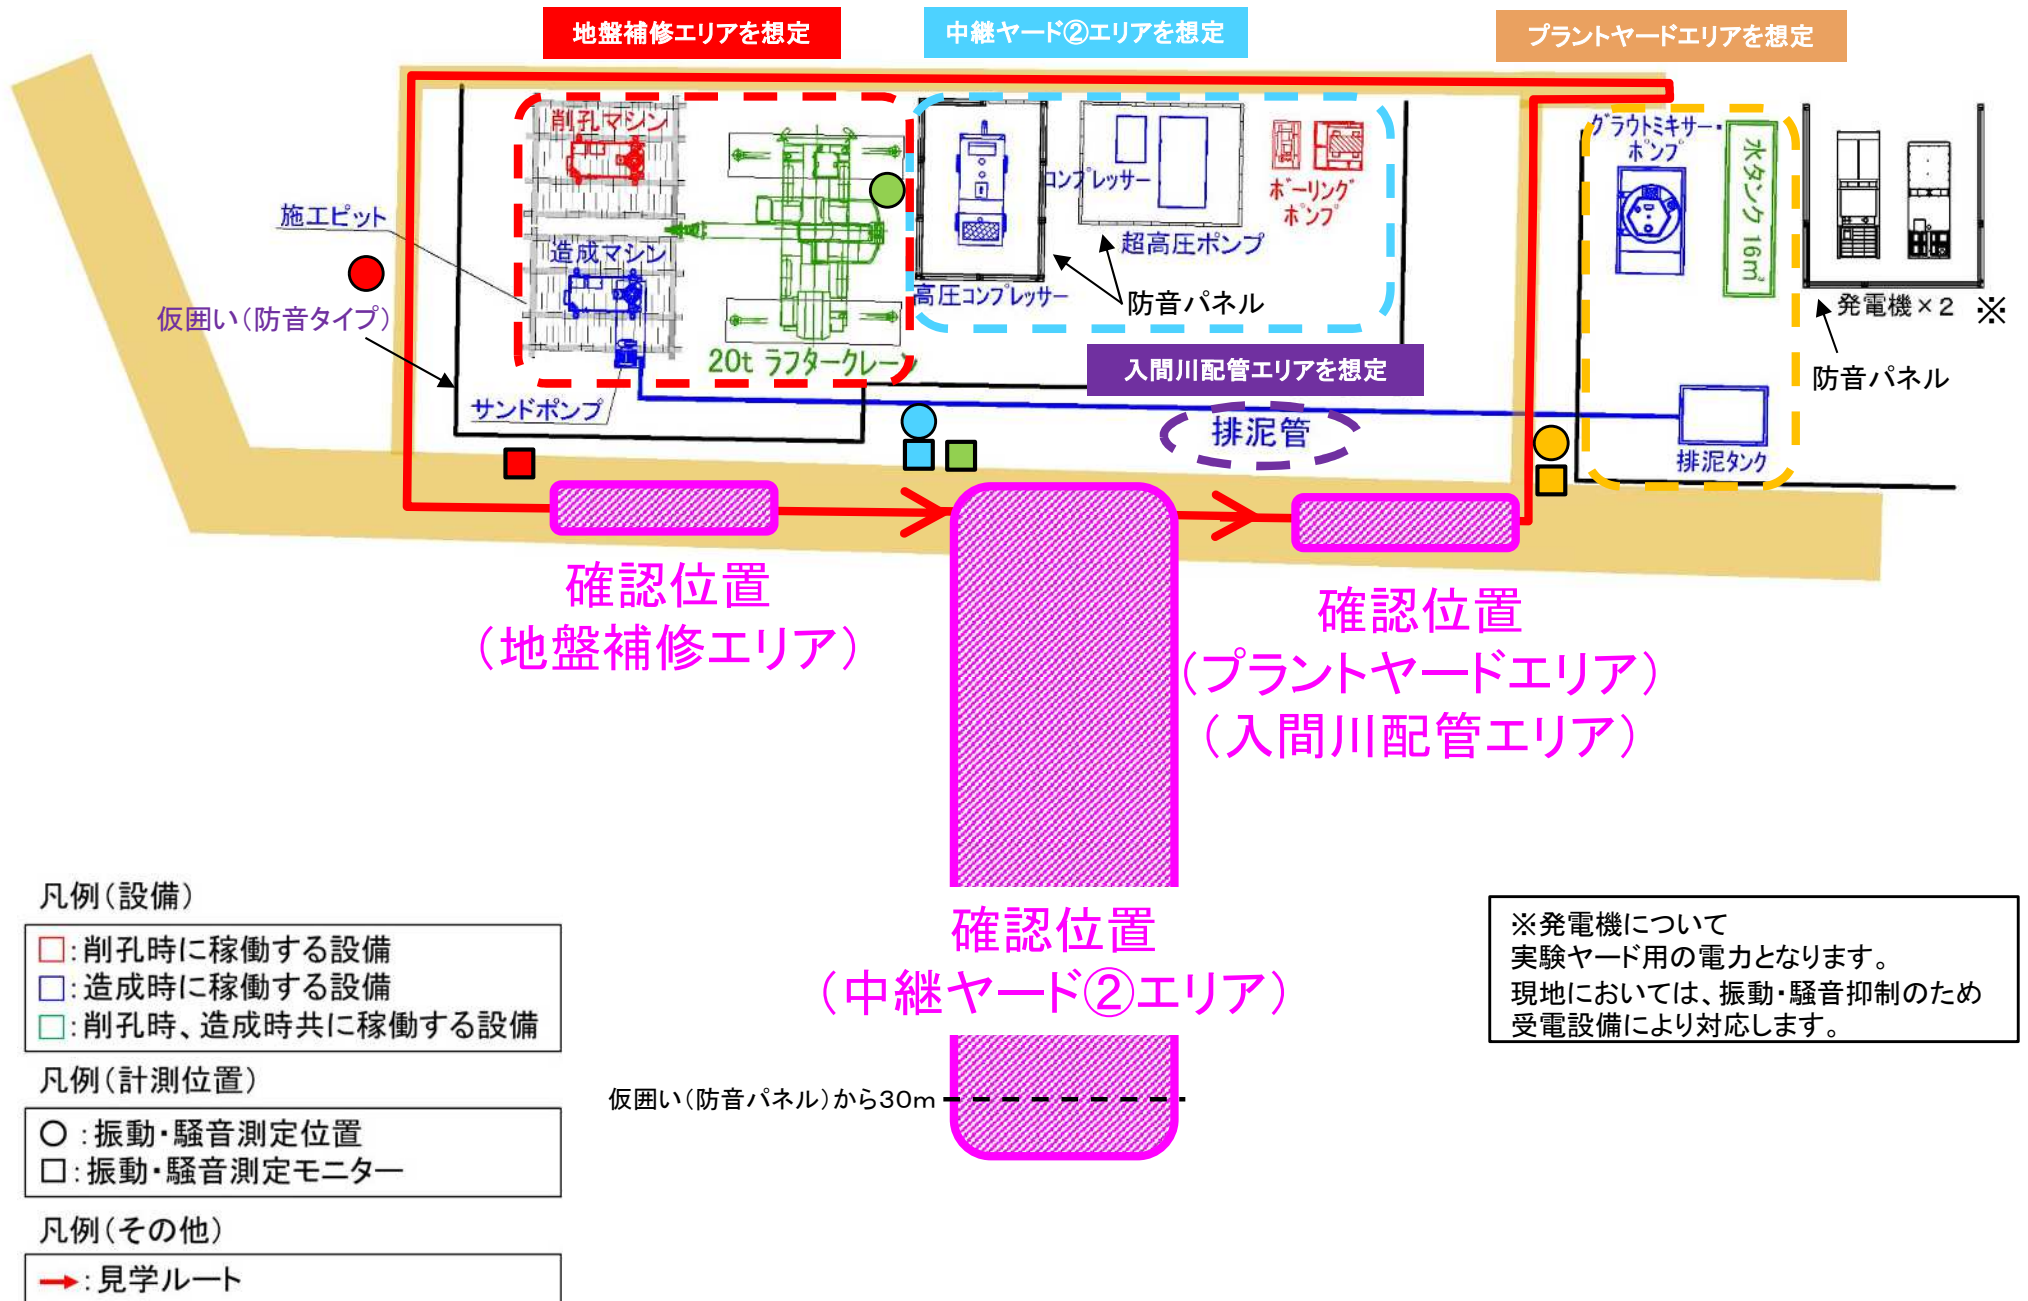 地盤補修エリアを想定
中継ヤード②エリアを想定
プラントヤードエリアを想定
削孔マシン
施工ピット
造成マシン
仮囲い（防音タイプ）
20t ラフタークレーン
サンドポンプ
コンプレッサー
高圧コンプレッサー
超高圧ポンプ
ボーリング
ポンプ
防音パネル
入間川配管エリアを想定
排泥管
グラウトミキサー・
ポンプ
水タンク 16㎥
発電機×2 ※
防音パネル
排泥タンク
確認位置
（地盤補修エリア）
確認位置
（プラントヤードエリア）
（入間川配管エリア）
確認位置
（中継ヤード②エリア）
仮囲い（防音パネル）から30m
凡例（設備）
□：削孔時に稼働する設備
□：造成時に稼働する設備
□：削孔時、造成時共に稼働する設備
凡例（計測位置）
○：振動・騒音測定位置
□：振動・騒音測定モニター
凡例（その他）
→：見学ルート
※発電機について
実験ヤード用の電力となります。
現地においては、振動・騒音抑制のため
受電設備により対応します。